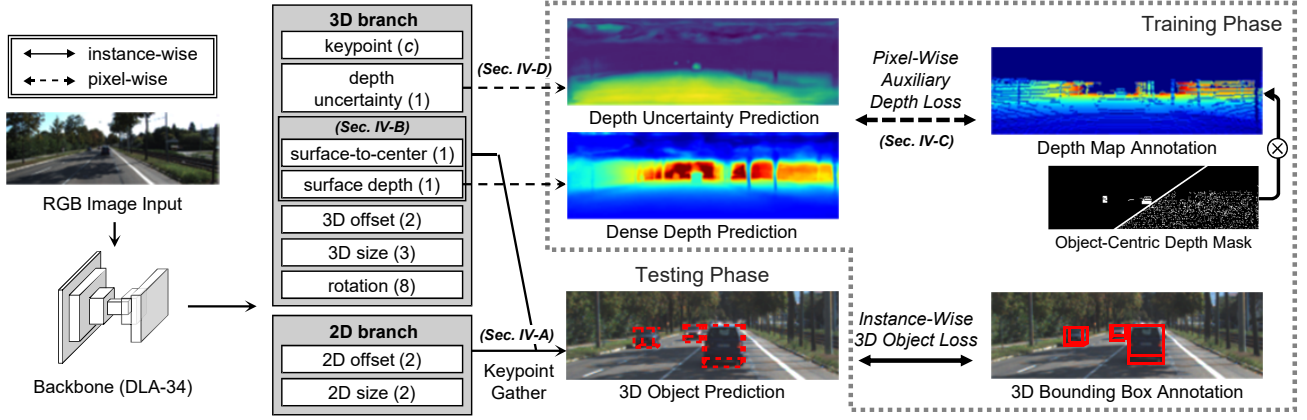 instance-wise
pixel-wise
RGB Image Input
Backbone (DLA-34)
3D branch
keypoint (c)
depth
uncertainty (1)
(Sec. IV-B)
surface-to-center (1)
surface depth (1)
3D offset (2)
3D size (3)
rotation (8)
2D branch
2D offset (2)
2D size (2)
(Sec. IV-D)
(Sec. IV-A)
Keypoint
Gather
Training Phase
Depth Uncertainty Prediction
Dense Depth Prediction
Pixel-Wise
Auxiliary
Depth Loss
(Sec. IV-C)
Depth Map Annotation
Object-Centric Depth Mask
Testing Phase
3D Object Prediction
Instance-Wise
3D Object Loss
3D Bounding Box Annotation